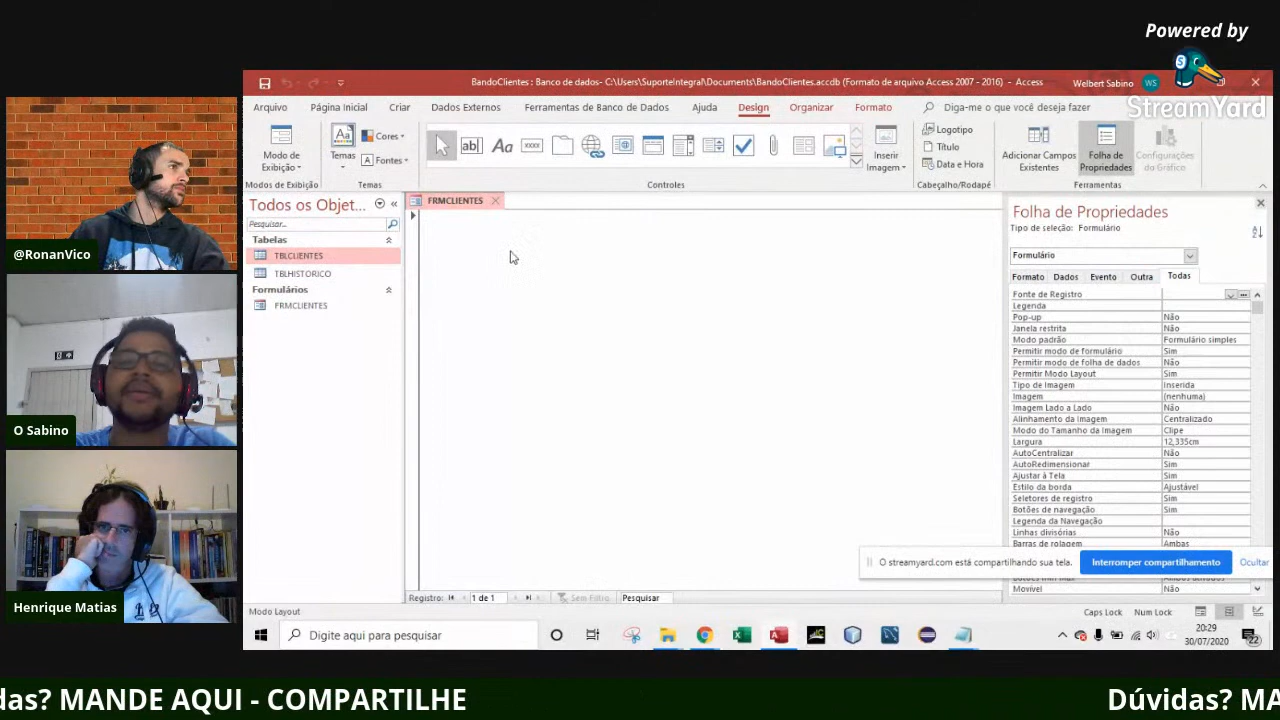 Powered by
StreamYard
BandoClientes : Banco de dados- C:\Users\SuporteIntegral\Documents\BandoClientes.accdb (Formato de arquivo Access 2007 - 2016) - Access
Welbert Sabino
WS
Arquivo Página Inicial Criar Dados Externos Ferramentas de Banco de Dados Ajuda Design Organizar Formato Diga-me o que você deseja fazer
Modo de Exibição
Modos de Exibição
Aa
Temas
Cores
Fontes
Temas
ab
Aa
xxxx
Controles
Inserir Imagem
Logotipo
Título
Data e Hora
Cabeçalho/Rodapé
Adicionar Campos Existentes
Folha de Propriedades
Configurações do Gráfico
Ferramentas
Todos os Objet...
Pesquisar...
Tabelas
TBLCLIENTES
TBLHISTORICO
Formulários
FRMCLIENTES
FRMCLIENTES
Folha de Propriedades
Tipo de seleção: Formulário
Formulário
Formato Dados Evento Outra Todas
Fonte de Registro
Legenda
Pop-up Não
Janela restrita Não
Modo padrão Formulário simples
Permitir modo de formulário Sim
Permitir modo de folha de dados Não
Permitir Modo Layout Sim
Tipo de Imagem Inserida
Imagem (nenhuma)
Imagem Lado a Lado Não
Alinhamento da Imagem Centralizado
Modo do Tamanho da Imagem Clipe
Largura 12,335cm
AutoCentralizar Não
AutoRedimensionar Sim
Ajustar à Tela Sim
Estilo da borda Ajustável
Seletores de registro Sim
Botões de navegação Sim
Legenda da Navegação
Linhas divisórias Não
Barras de rolagem Ambas
Móvel Não
O streamyard.com está compartilhando sua tela. Interromper compartilhamento Ocultar
Registro: 1 de 1 Sem Filtro Pesquisar
Modo Layout
Caps Lock Num Lock
Digite aqui para pesquisar
20:29
30/07/2020
22
@RonanVico
O Sabino
Henrique Matias
das? MANDE AQUI - COMPARTILHE
Dúvidas? MA